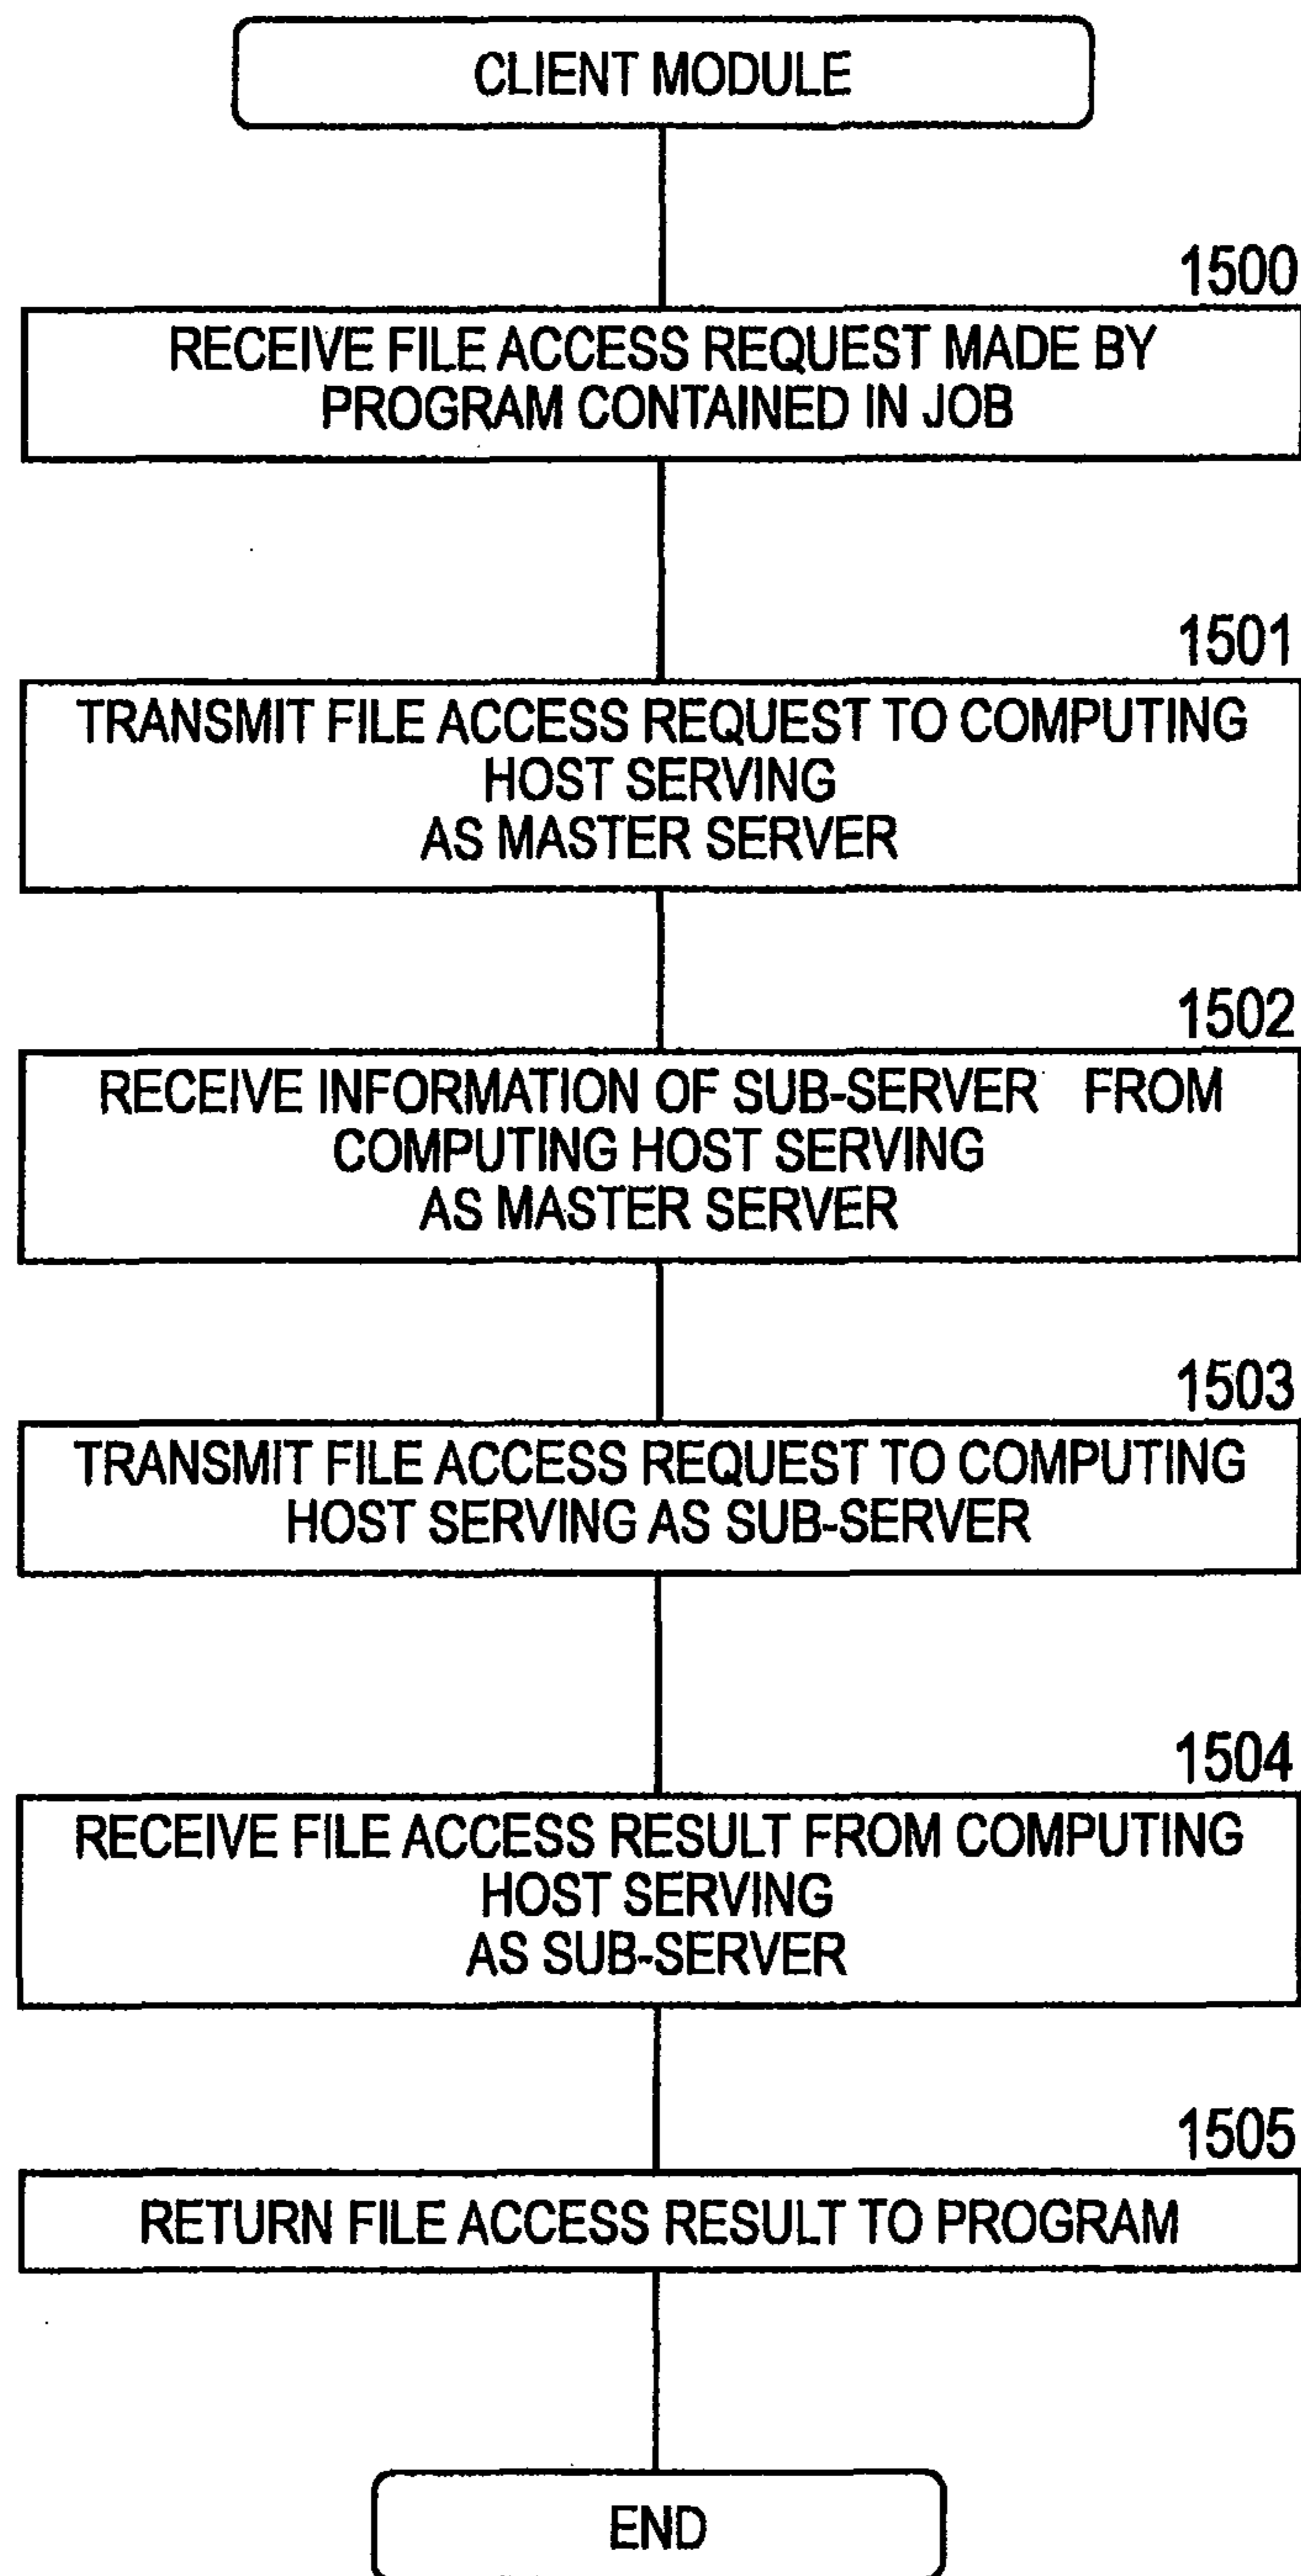 CLIENT MODULE
1500
RECEIVE FILE ACCESS REQUEST MADE BY
PROGRAM CONTAINED IN JOB
1501
TRANSMIT FILE ACCESS REQUEST TO COMPUTING
HOST SERVING
AS MASTER SERVER
1502
RECEIVE INFORMATION OF SUB-SERVER FROM
COMPUTING HOST SERVING
AS MASTER SERVER
1503
TRANSMIT FILE ACCESS REQUEST TO COMPUTING
HOST SERVING AS SUB-SERVER
1504
RECEIVE FILE ACCESS RESULT FROM COMPUTING
HOST SERVING
AS SUB-SERVER
1505
RETURN FILE ACCESS RESULT TO PROGRAM
END